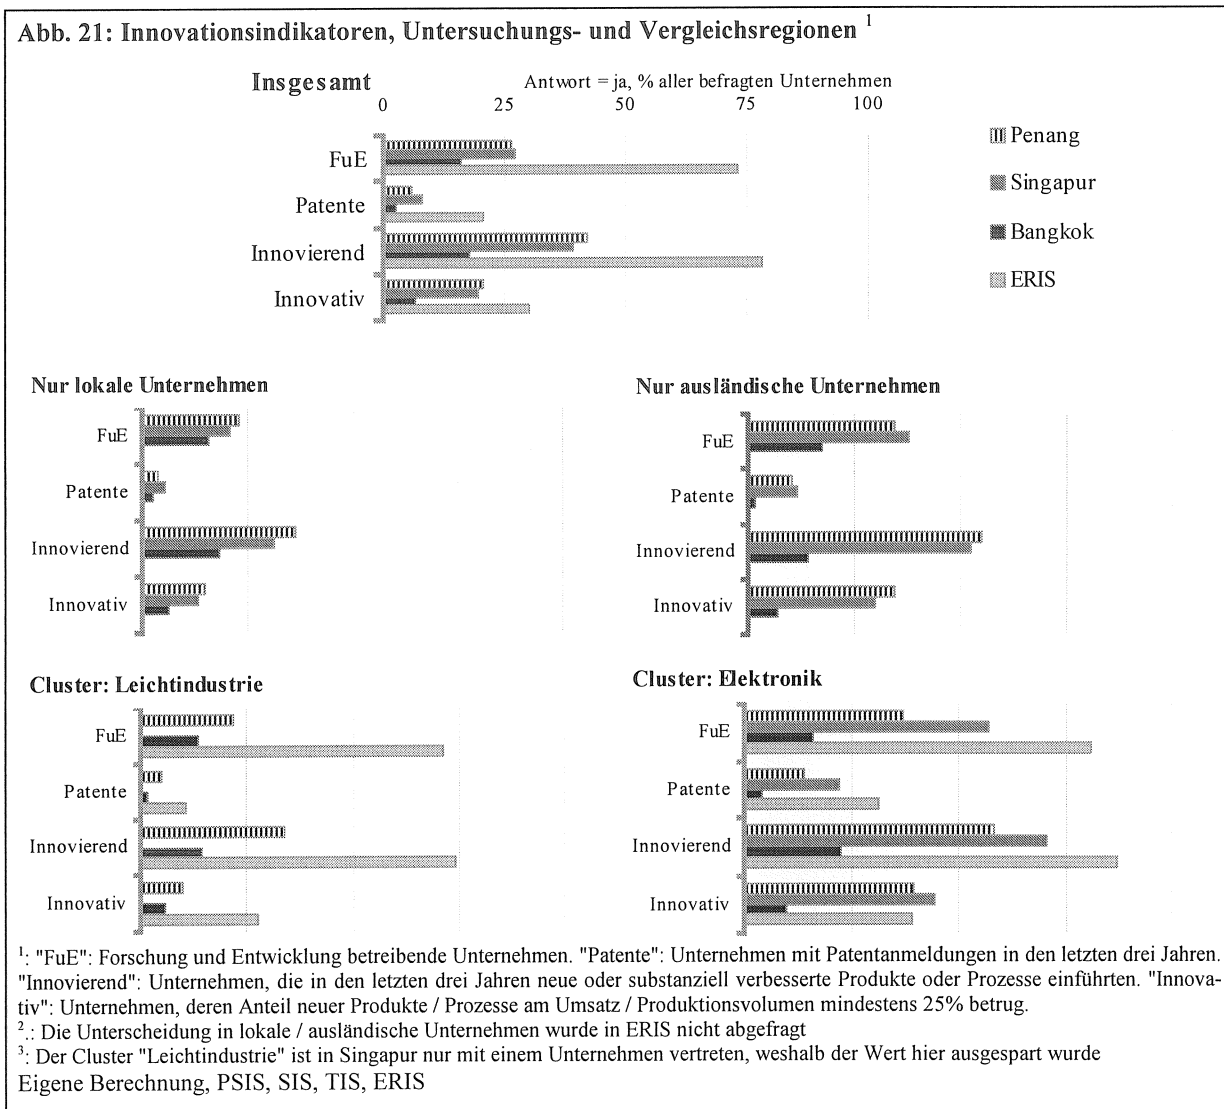 Abb. 21: Innovationsindikatoren, Untersuchungs- und Vergleichsregionen 1
Insgesamt
Antwort = ja, % aller befragten Unternehmen
0 25 50 75 100
FuE
Patente
Innovierend
Innovativ
Penang
Singapur
Bangkok
ERIS
Nur lokale Unternehmen
FuE
Patente
Innovierend
Innovativ
Nur ausländische Unternehmen
FuE
Patente
Innovierend
Innovativ
Cluster: Leichtindustrie
FuE
Patente
Innovierend
Innovativ
Cluster: Elektronik
FuE
Patente
Innovierend
Innovativ
1: "FuE": Forschung und Entwicklung betreibende Unternehmen. "Patente": Unternehmen mit Patentanmeldungen in den letzten drei Jahren.
"Innovierend": Unternehmen, die in den letzten drei Jahren neue oder substanziell verbesserte Produkte oder Prozesse einführten. "Innova-
tiv": Unternehmen, deren Anteil neuer Produkte / Prozesse am Umsatz / Produktionsvolumen mindestens 25% betrug.
2.: Die Unterscheidung in lokale / ausländische Unternehmen wurde in ERIS nicht abgefragt
3: Der Cluster "Leichtindustrie" ist in Singapur nur mit einem Unternehmen vertreten, weshalb der Wert hier ausgespart wurde
Eigene Berechnung, PSIS, SIS, TIS, ERIS